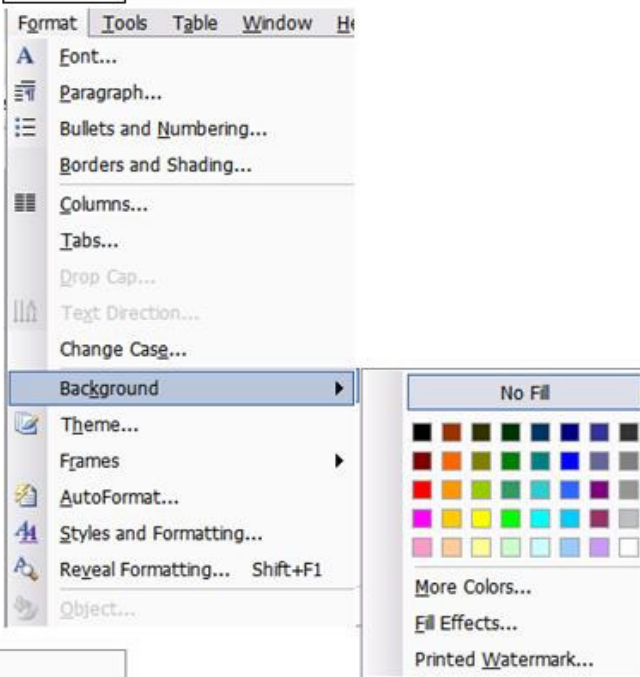 Format Tools Table Window
Font...
Paragraph...
Bullets and Numbering...
Borders and Shading...
Columns...
Tabs...
Drop Cap...
Text Direction...
Change Case...
Background
No Fill
Theme...
Frames
AutoFormat...
Styles and Formatting...
Reveal Formatting... Shift+F1
Object...
More Colors...
Fill Effects...
Printed Watermark...